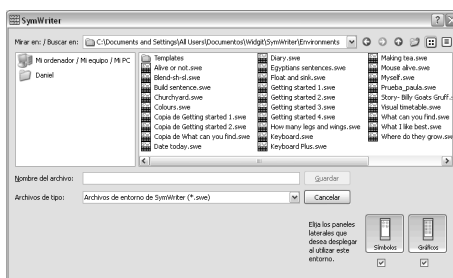 SymWriter
Mirar en: / Buscar en: C:\Documents and Settings\All Users\Documentos\Widgit\SymWriter\Environments
Mi ordenador / Mi equipo / Mi PC
Daniel
Templates
Alive or not.swe
Blend-sh-sl.swe
Build sentence.swe
Churchyard.swe
Colours.swe
Copia de Getting started 1.swe
Copia de Getting started 2.swe
Copia de What can you find.swe
Date today.swe
Diary.swe
Egyptians sentences.swe
Float and sink.swe
Getting started 1.swe
Getting started 2.swe
Getting started 3.swe
Getting started 4.swe
How many legs and wings.swe
Keyboard.swe
Keyboard Plus.swe
Making tea.swe
Mouse alive.swe
Myself.swe
Prueba_paula.swe
Story- Billy Goats Gruff.s
Visual timetable.swe
What can you find.swe
What I like best.swe
Where do they grow.sw
Nombre del archivo:
Guardar
Archivos de tipo: Archivos de entorno de SymWriter (*.swe)
Cancelar
Elija los paneles
laterales que
desea desplegar
al utilizar este
entorno.
Símbolos
Gráficos